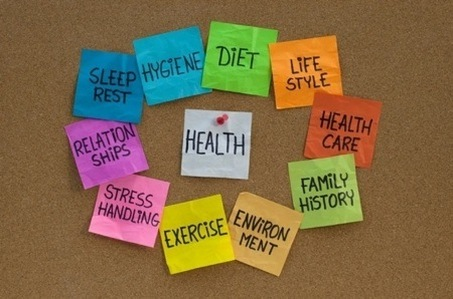 SLEEP
REST
HYGIENE
DIET
LIFE
STYLE
HEALTH
CARE
FAMILY
HISTORY
ENVIRON
MENT
EXERCISE
STRESS
HANDLING
RELATION
SHIPS
HEALTH